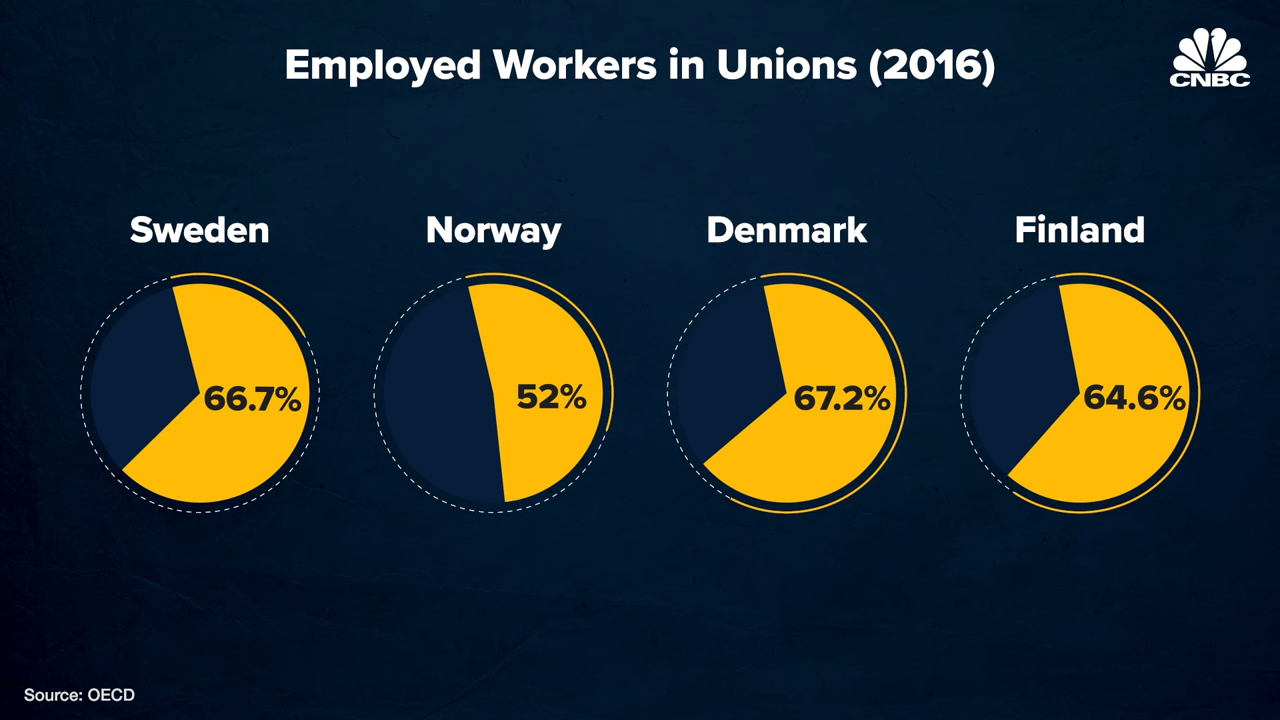 Employed Workers in Unions (2016)
CNBC
Sweden
Norway
Denmark
Finland
66.7%
52%
67.2%
64.6%
Source: OECD